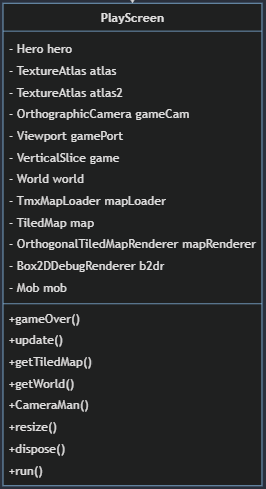 PlayScreen
- Hero hero
- TextureAtlas atlas
- TextureAtlas atlas2
- OrthographicCamera gameCam
- Viewport gamePort
- VerticalSlice game
- World world
- TmxMapLoader mapLoader
- TiledMap map
- OrthogonalTiledMapRenderer mapRenderer
- Box2DDebugRenderer b2dr
- Mob mob
+gameOver()
+update()
+getTiledMap()
+getWorld()
+CameraMan()
+resize()
+dispose()
+run()